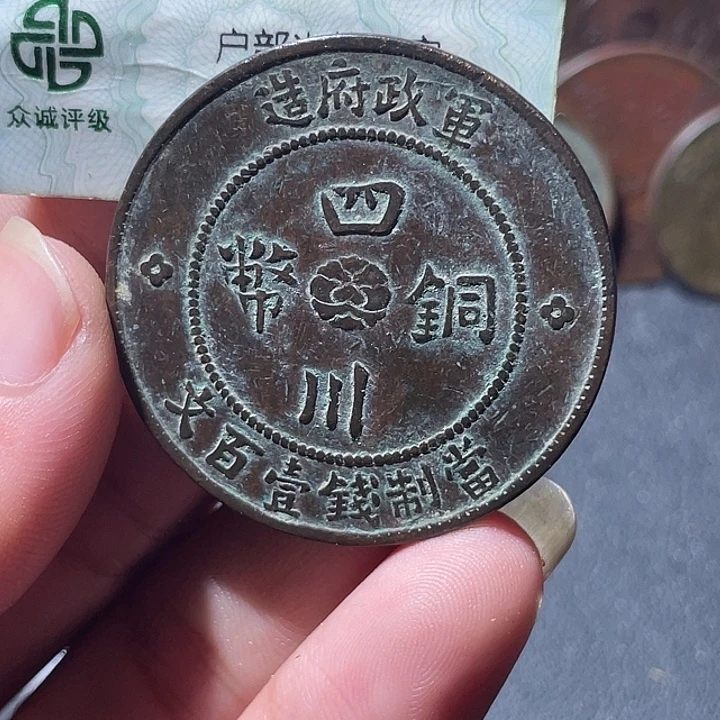 众诚评级
户部
軍政府造
四川
銅幣
當制錢壹百文